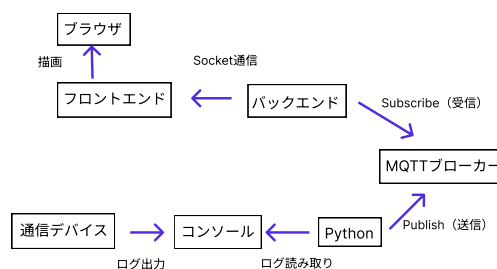 ブラウザ
描画
Socket通信
フロントエンド
バックエンド
Subscribe（受信）
MQTTブローカー
通信デバイス
コンソール
Python
Publish（送信）
ログ出力
ログ読み取り